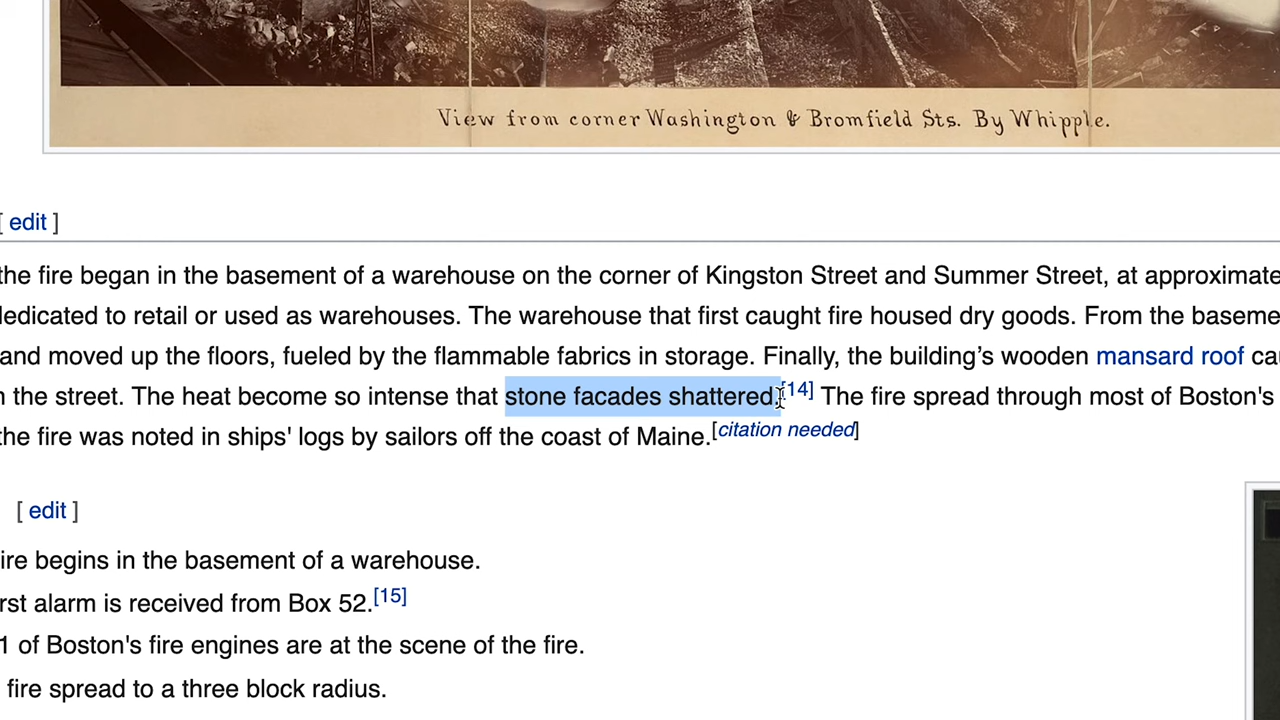 View from corner Washington & Bromfield Sts. By Whipple.
[ edit ]
the fire began in the basement of a warehouse on the corner of Kingston Street and Summer Street, at approximate
dedicated to retail or used as warehouses. The warehouse that first caught fire housed dry goods. From the baseme
and moved up the floors, fueled by the flammable fabrics in storage. Finally, the building’s wooden mansard roof ca
the street. The heat become so intense that stone facades shattered.[14] The fire spread through most of Boston's
the fire was noted in ships' logs by sailors off the coast of Maine.[citation needed]
[ edit ]
ire begins in the basement of a warehouse.
rst alarm is received from Box 52.[15]
1 of Boston's fire engines are at the scene of the fire.
fire spread to a three block radius.